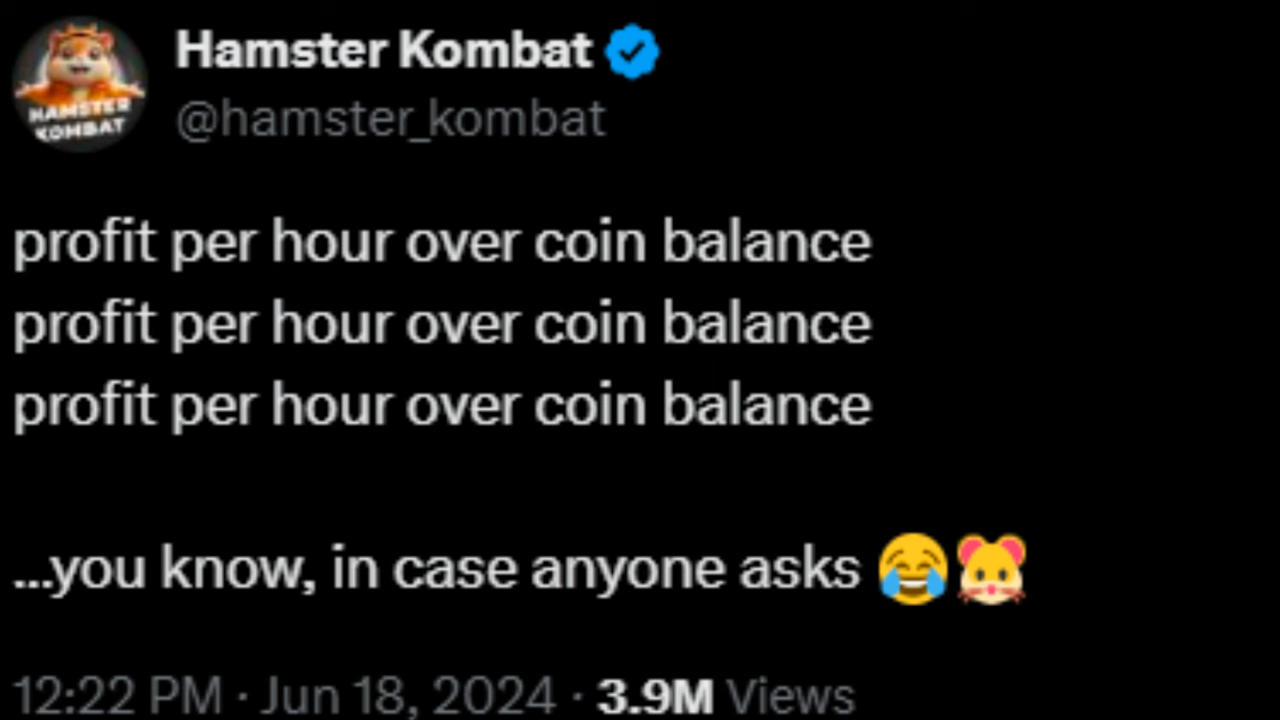 Hamster Kombat
@hamster_kombat
HAMSTER
KOMBAT
profit per hour over coin balance
profit per hour over coin balance
profit per hour over coin balance
...you know, in case anyone asks 😂🐹
12:22 PM · Jun 18, 2024 · 3.9M Views